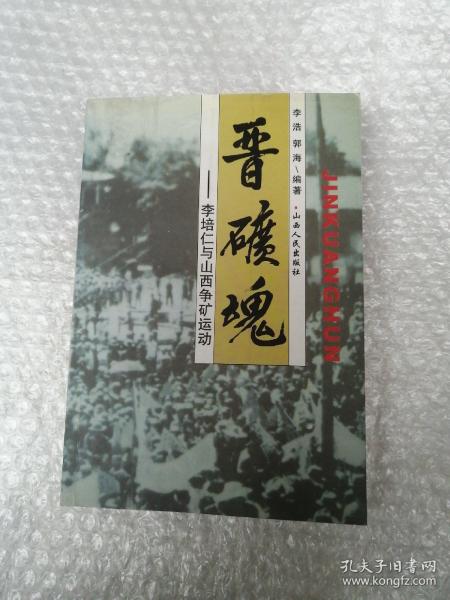 晋礦魂
——李培仁与山西争矿运动
李浩 郭海\编著·山西人民出版社
JINKUANGHUN
孔夫子旧书网
www.kongfz.com